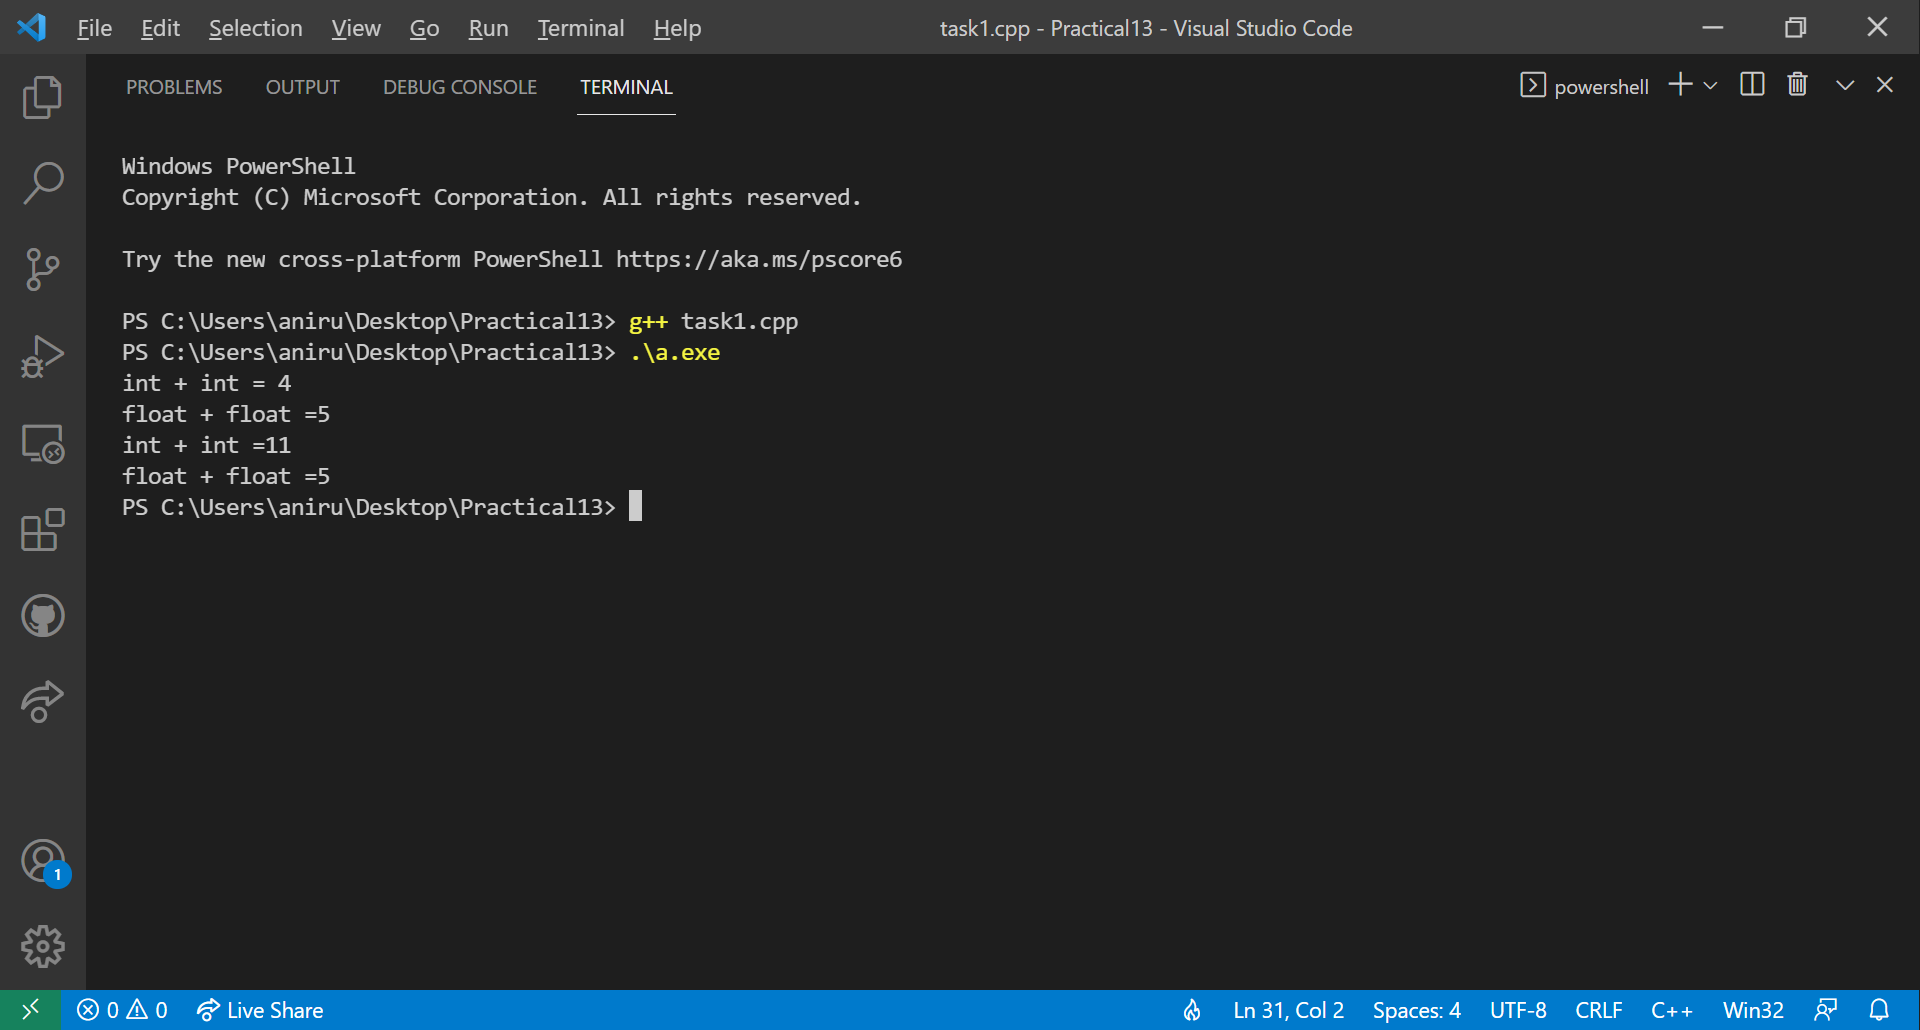 File Edit Selection View Go Run Terminal Help task1.cpp - Practical13 - Visual Studio Code
PROBLEMS OUTPUT DEBUG CONSOLE TERMINAL powershell
Windows PowerShell
Copyright (C) Microsoft Corporation. All rights reserved.
Try the new cross-platform PowerShell https://aka.ms/pscore6
PS C:\Users\aniru\Desktop\Practical13> g++ task1.cpp
PS C:\Users\aniru\Desktop\Practical13> .\a.exe
int + int = 4
float + float =5
int + int =11
float + float =5
PS C:\Users\aniru\Desktop\Practical13>
1
0 0 Live Share Ln 31, Col 2 Spaces: 4 UTF-8 CRLF C++ Win32